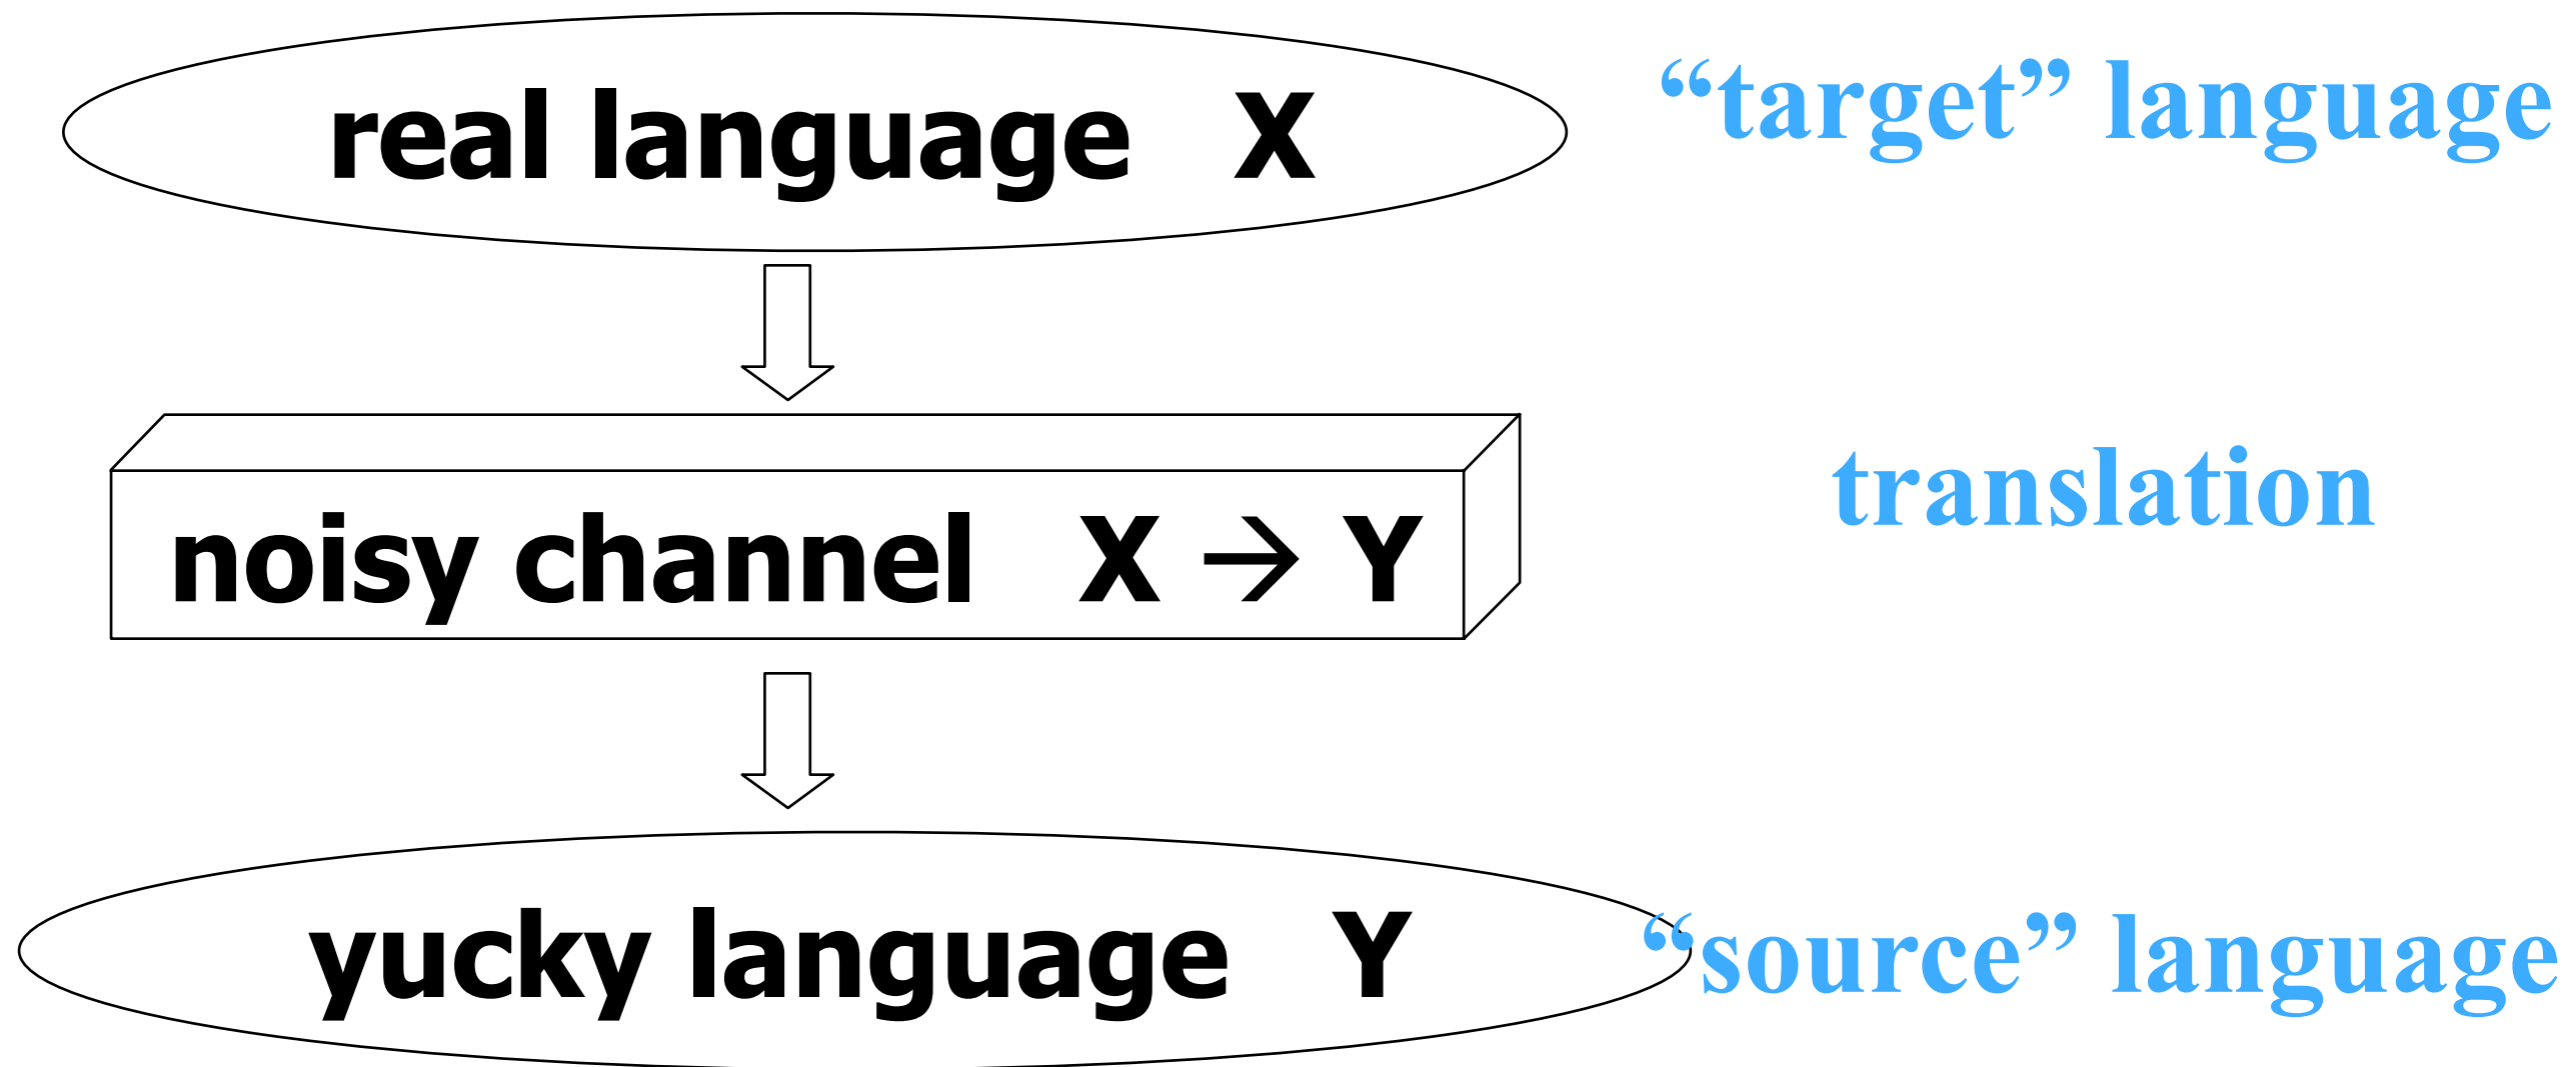 real language X
“target” language
noisy channel X → Y
translation
yucky language Y
“source” language